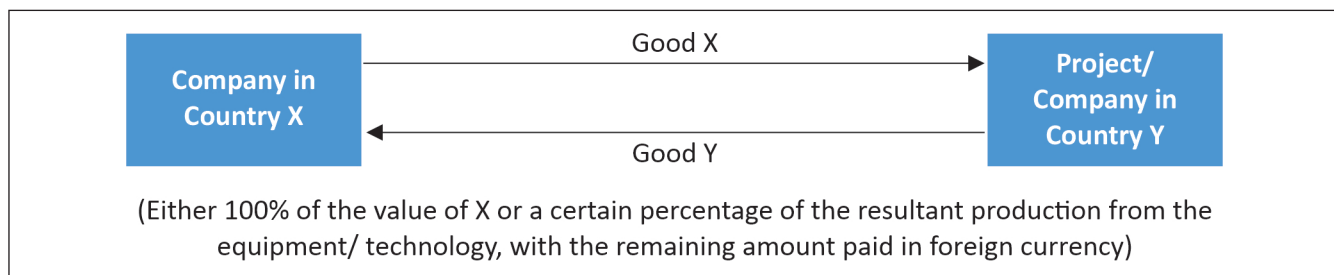 Good X
Company in
Country X
Project/
Company in
Country Y
Good Y
(Either 100% of the value of X or a certain percentage of the resultant production from the
equipment/ technology, with the remaining amount paid in foreign currency)